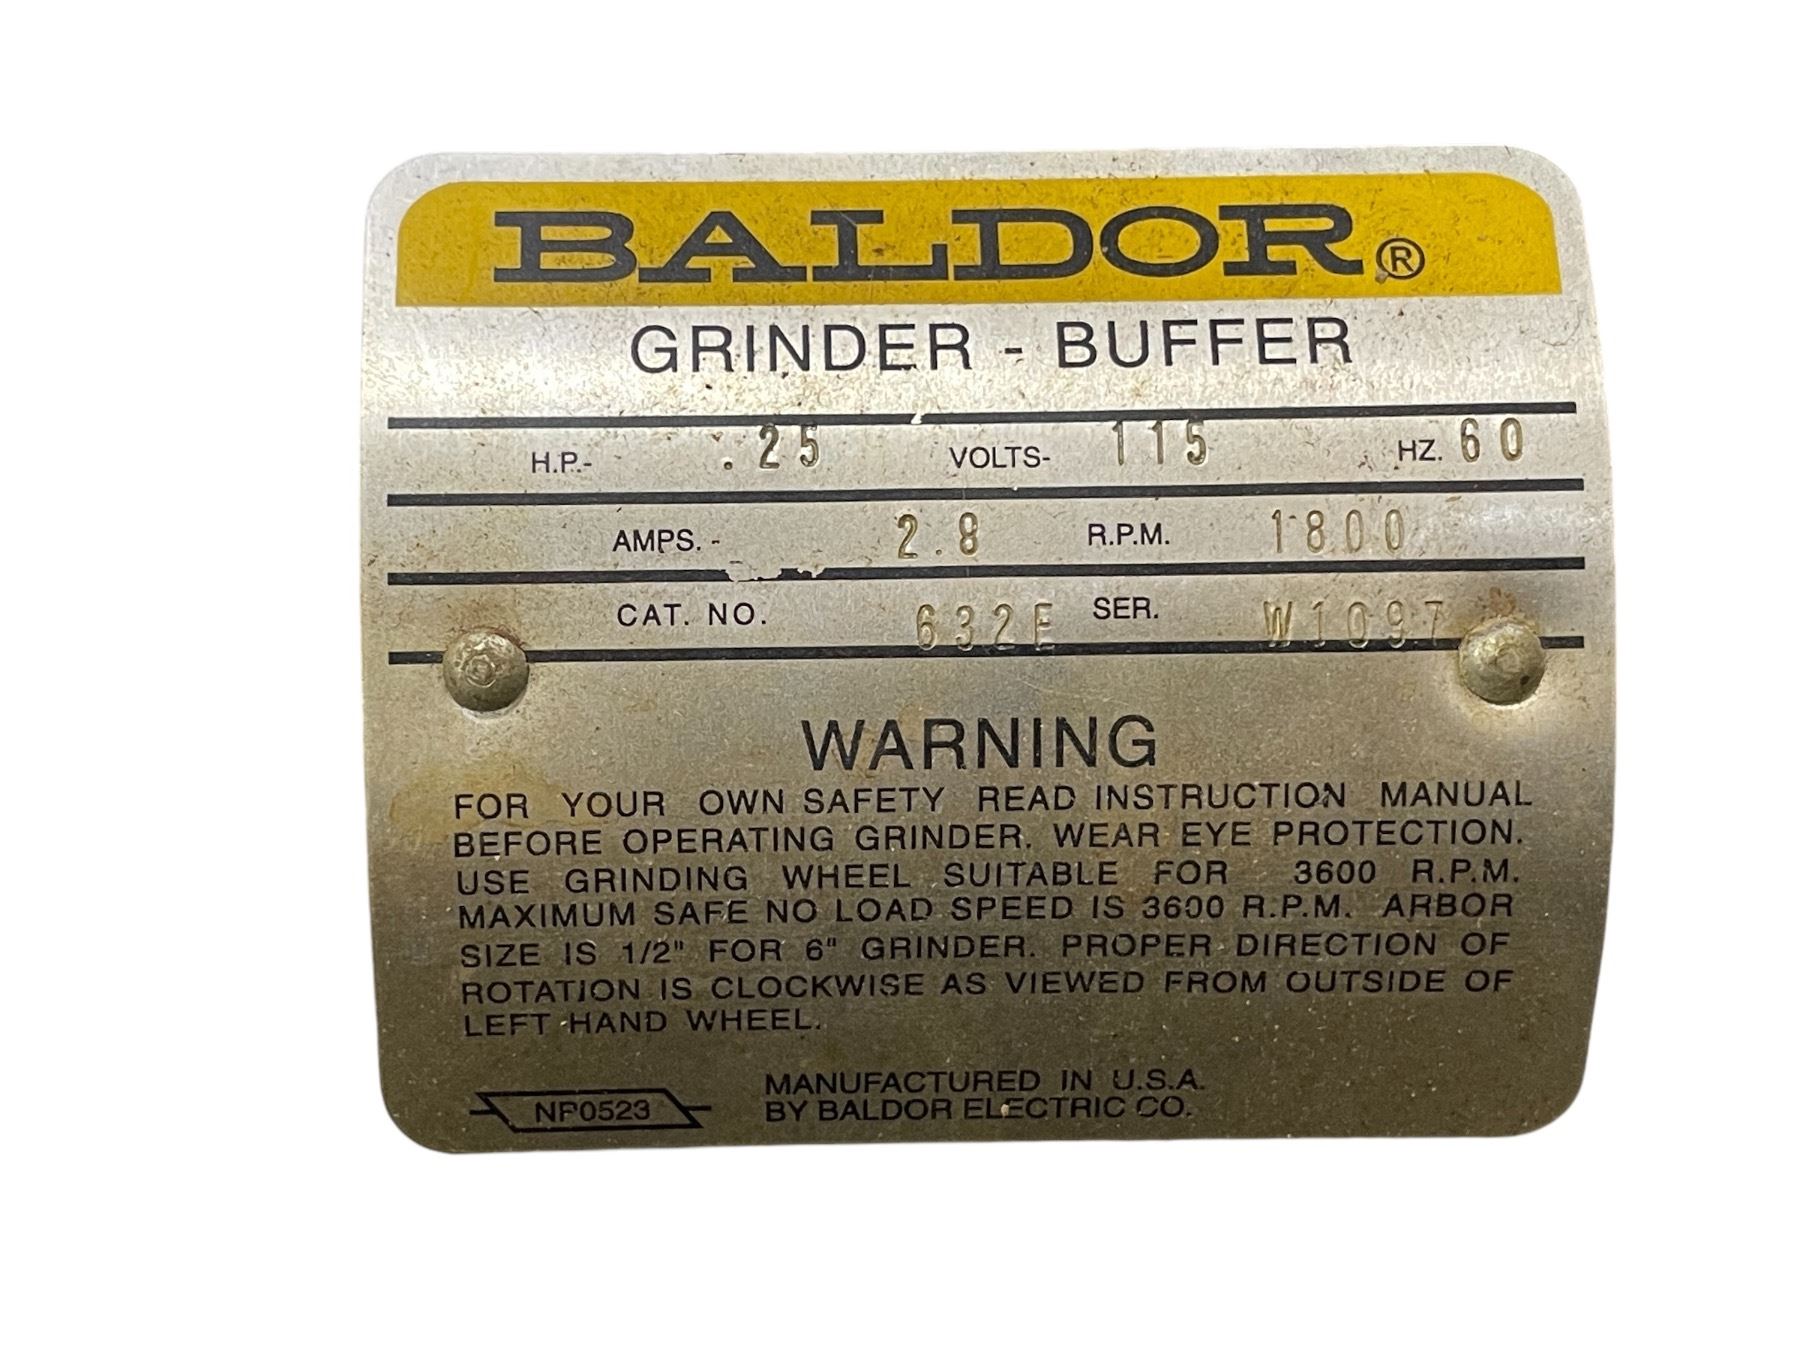 BALDOR®
GRINDER - BUFFER
H.P.- .25 VOLTS- 115 HZ. 60
AMPS. - 2.8 R.P.M. 1800
CAT. NO. 632E SER. W1097
WARNING
FOR YOUR OWN SAFETY READ INSTRUCTION MANUAL
BEFORE OPERATING GRINDER. WEAR EYE PROTECTION.
USE GRINDING WHEEL SUITABLE FOR 3600 R.P.M.
MAXIMUM SAFE NO LOAD SPEED IS 3600 R.P.M. ARBOR
SIZE IS 1/2" FOR 6" GRINDER. PROPER DIRECTION OF
ROTATION IS CLOCKWISE AS VIEWED FROM OUTSIDE OF
LEFT HAND WHEEL.
MANUFACTURED IN U.S.A.
NP0523 BY BALDOR ELECTRIC CO.